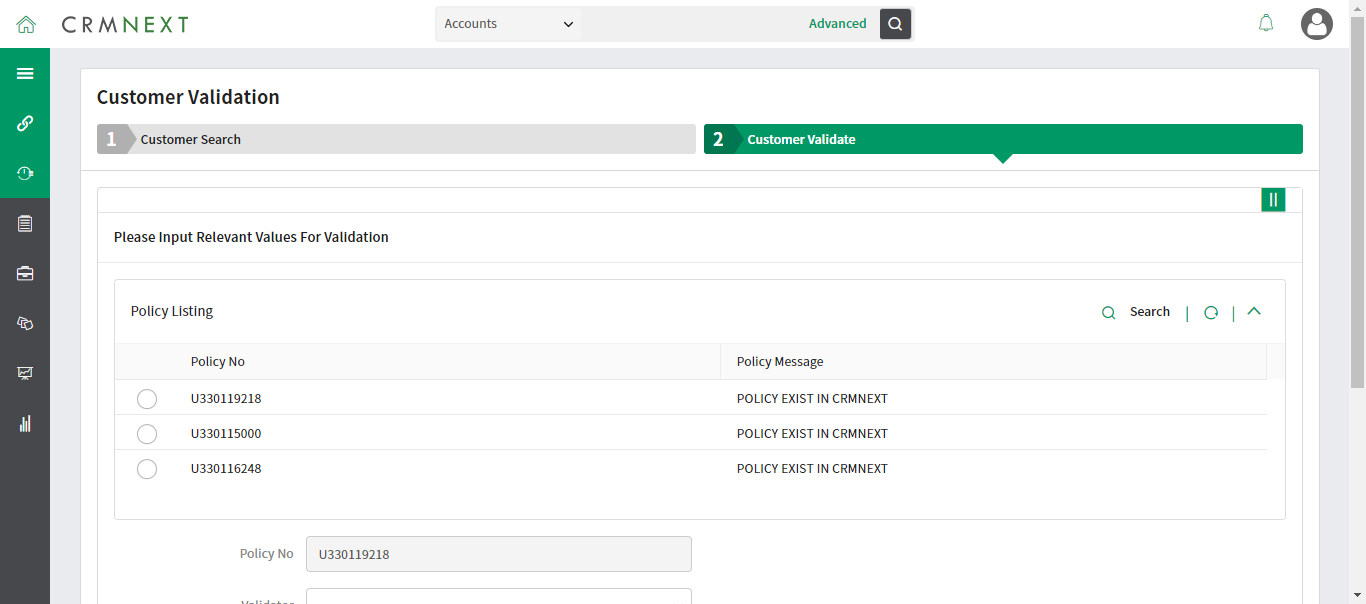 CRMNEXT
Accounts
Advanced
Customer Validation
1 Customer Search
2 Customer Validate
Please Input Relevant Values For Validation
Policy Listing
Search
Policy No Policy Message
U330119218 POLICY EXIST IN CRMNEXT
U330115000 POLICY EXIST IN CRMNEXT
U330116248 POLICY EXIST IN CRMNEXT
Policy No U330119218
Validator